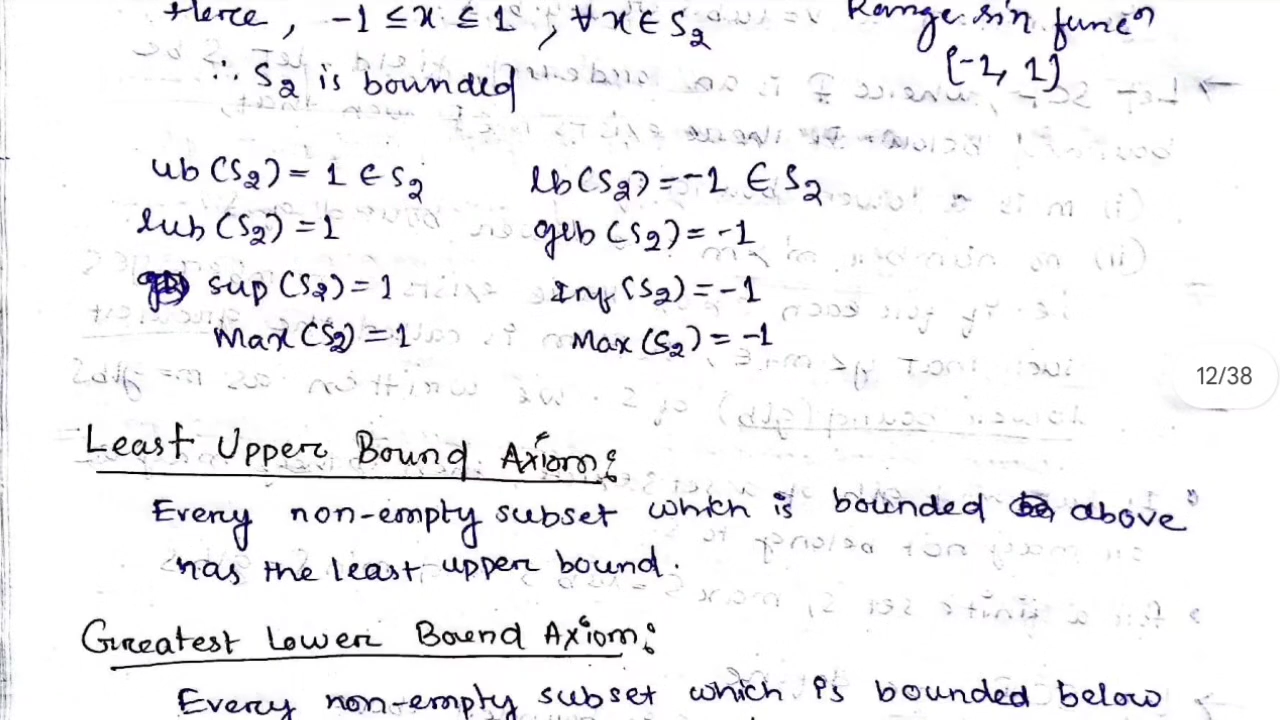 Here, -1 ≤ x ≤ 1, ∀ x ∈ S₂
Range sin funcⁿ
[-1, 1]
∴ S₂ is bounded
ub (S₂) = 1 ∈ S₂
lb (S₂) = -1 ∈ S₂
lub (S₂) = 1
glb (S₂) = -1
sup (S₂) = 1
Inf (S₂) = -1
Max (S₂) = 1
Max (S₂) = -1
12/38
Least Upper Bound Axiom:
Every non-empty subset which is bounded above
has the least upper bound.
Greatest Lower Bound Axiom:
Every non-empty subset which is bounded below